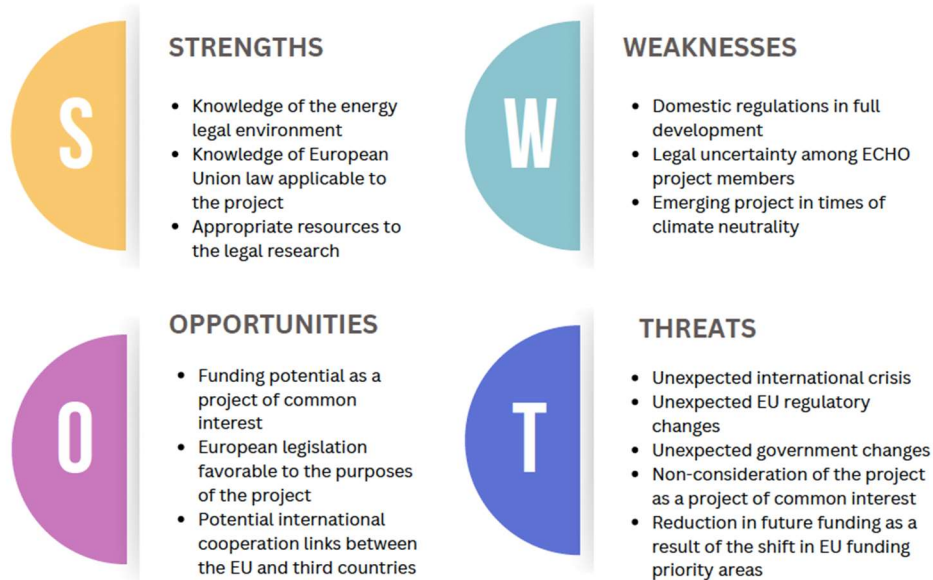 S
STRENGTHS
• Knowledge of the energy
legal environment
• Knowledge of European
Union law applicable to
the project
• Appropriate resources to
the legal research
W
WEAKNESSES
• Domestic regulations in full
development
• Legal uncertainty among ECHO
project members
• Emerging project in times of
climate neutrality
O
OPPORTUNITIES
• Funding potential as a
project of common
interest
• European legislation
favorable to the purposes
of the project
• Potential international
cooperation links between
the EU and third countries
T
THREATS
• Unexpected international crisis
• Unexpected EU regulatory
changes
• Unexpected government changes
• Non-consideration of the project
as a project of common interest
• Reduction in future funding as a
result of the shift in EU funding
priority areas